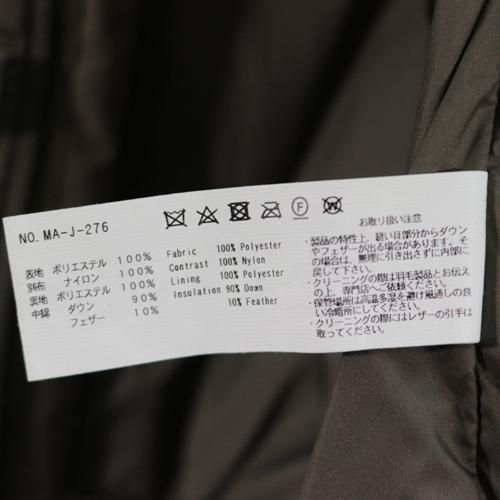 NO. MA-J-276
表地 ポリエステル 100%
別布 ナイロン 100%
裏地 ポリエステル 100%
中綿 ダウン 90%
フェザー 10%
Fabric 100% Polyester
Contrast 100% Nylon
Lining 100% Polyester
Insulation 90% Down
10% Feather
F
W
お取り扱い注意
・製品の特性上、縫い目部分からダウン
やフェザーが出る場合があります。そ
の場合は、無理に引き出さずに内部に
戻して下さい。
・クリーニングの際は羽毛製品とお伝え
の上、専門店へご依頼ください。
・保管場所は高温多湿を避け風通しの良
い冷暗所にしてください。
・クリーニングの際にはレザーの引手は
取ってください。